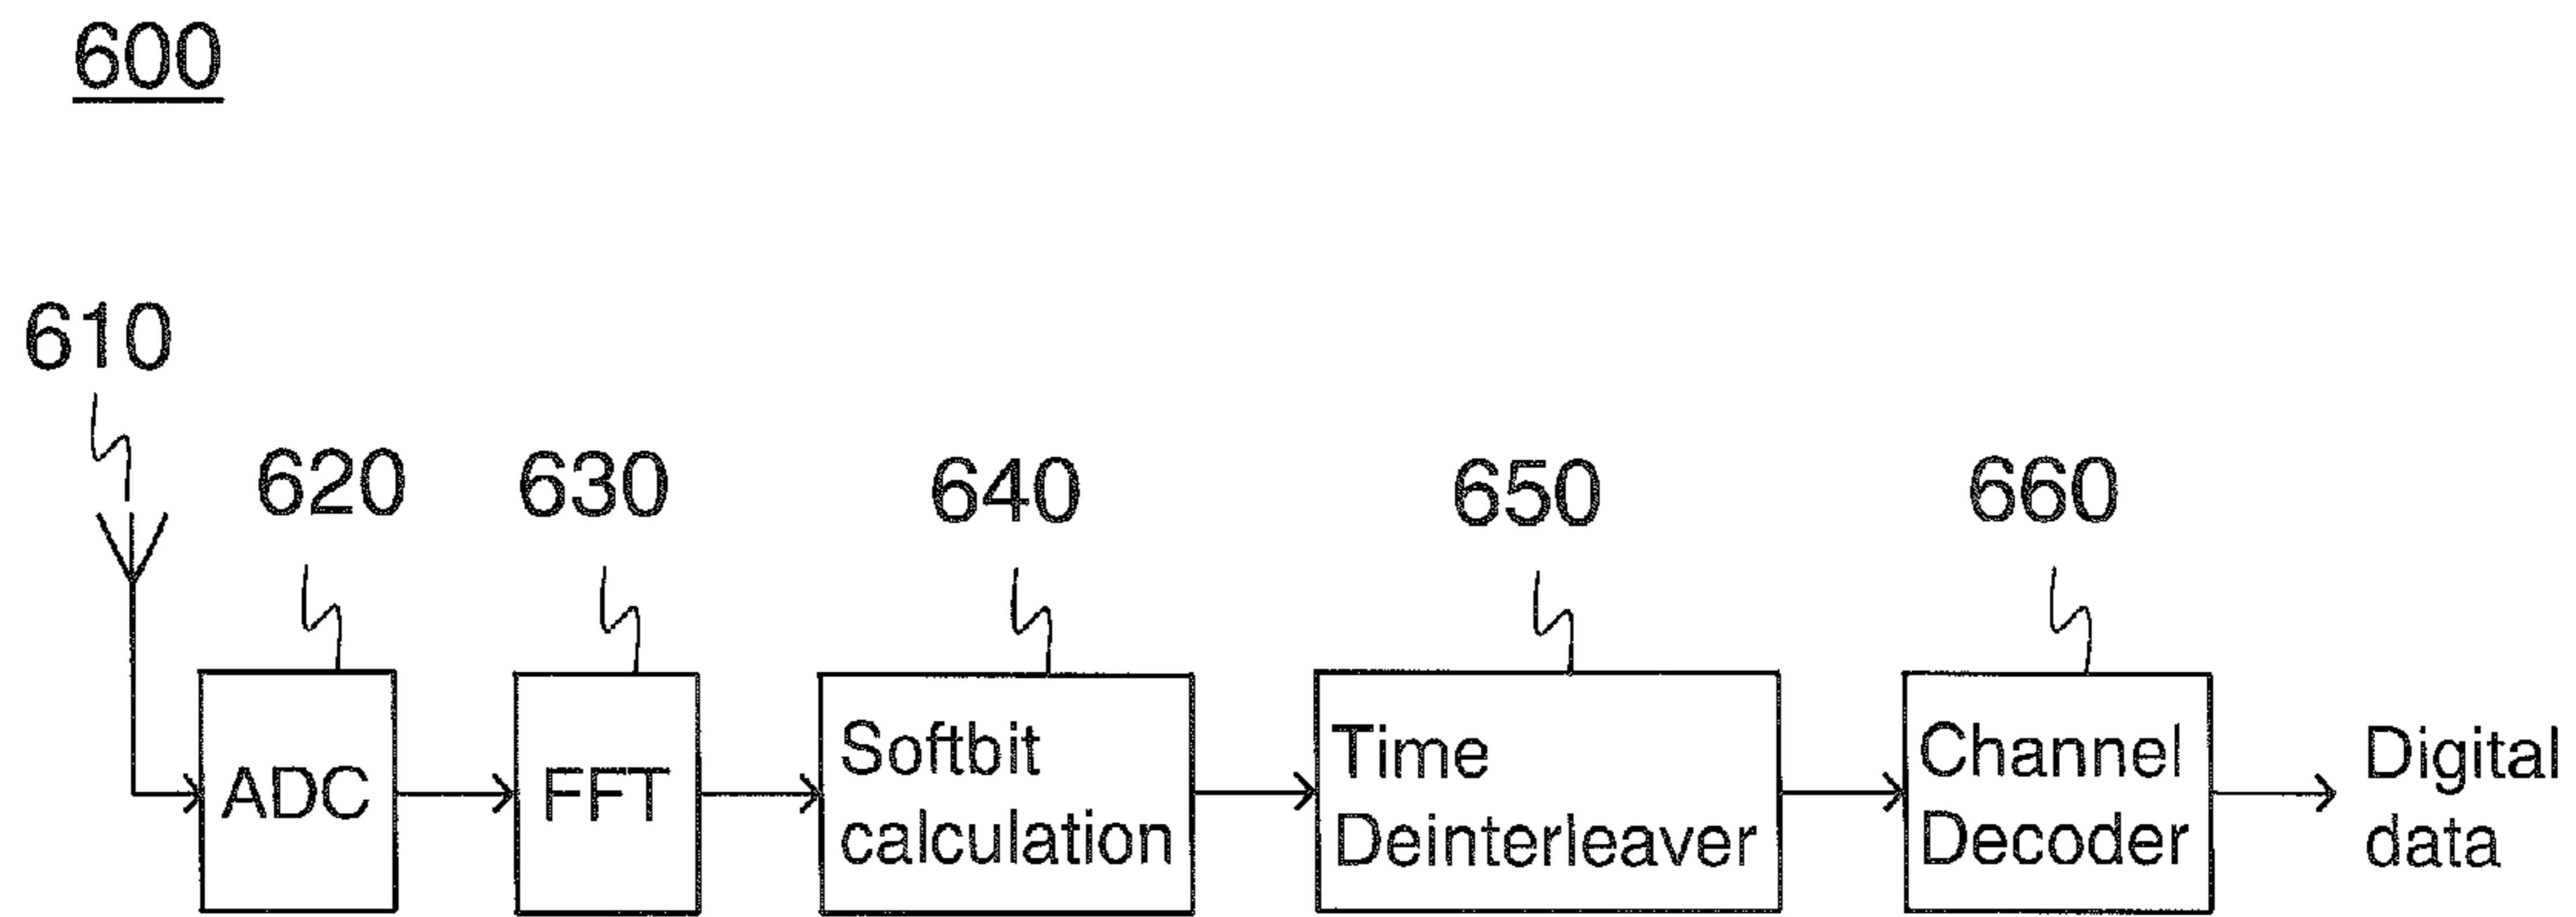 600
610
620
630
640
650
660
ADC
FFT
Softbit
calculation
Time
Deinterleaver
Channel
Decoder
Digital
data